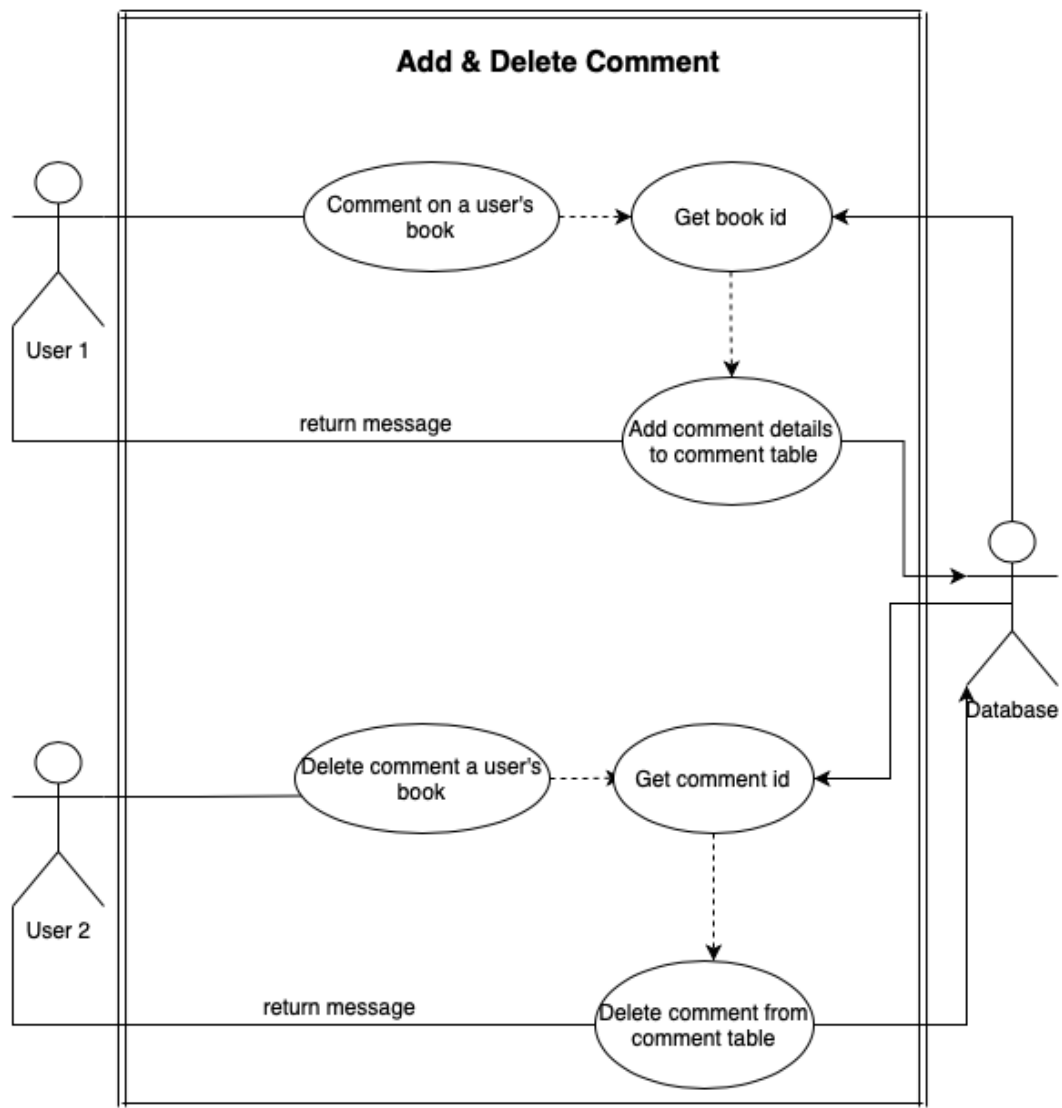 Add & Delete Comment
Comment on a user's
book
Get book id
User 1
return message
Add comment details
to comment table
Database
Delete comment a user's
book
Get comment id
User 2
return message
Delete comment from
comment table